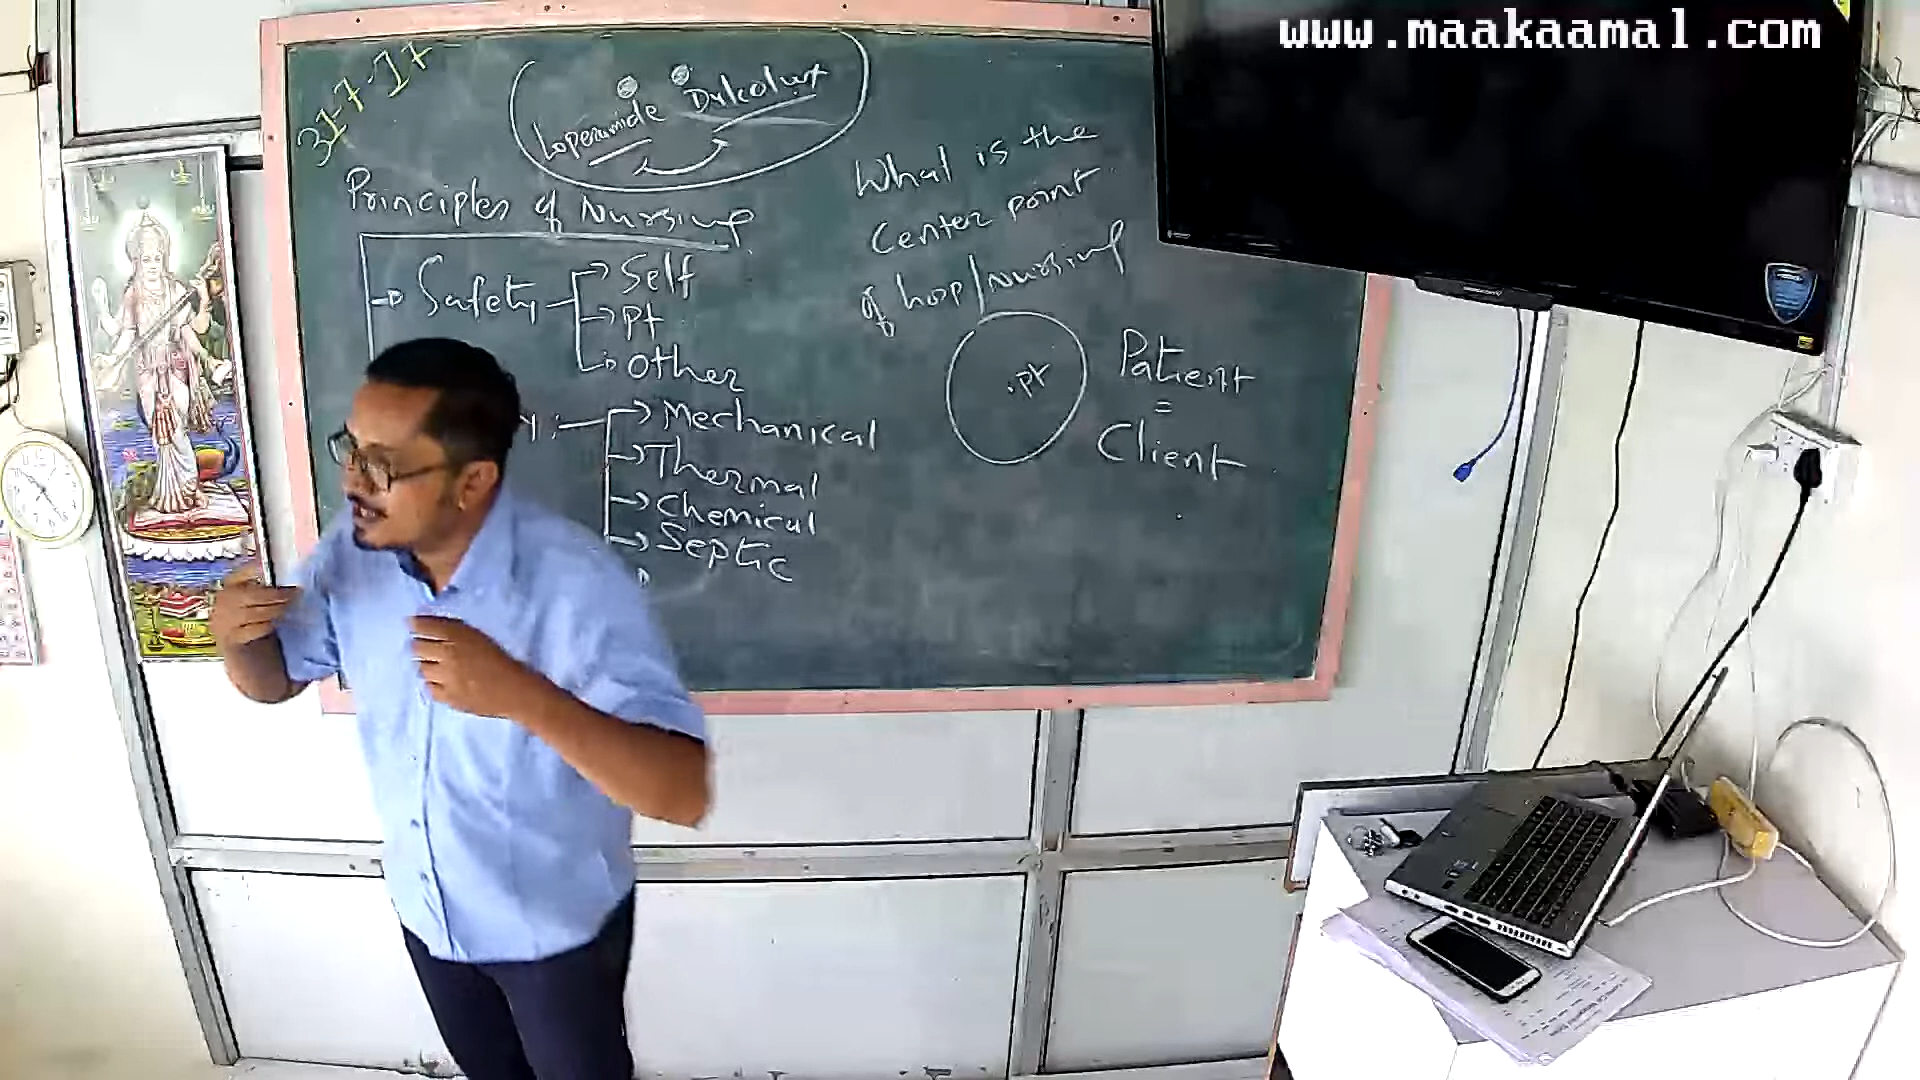 www.maakaamal.com
31-7-17
Loperamide Dulcolax
Principles of Nursing
Safety
Self
pt
Other
y:
Mechanical
Thermal
Chemical
Septic
What is the
Center point
of hosp/Nursing
.pt
Patient
=
Client